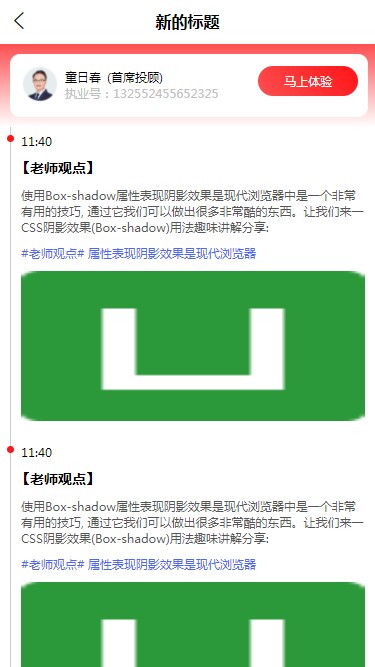 新的标题
童日春 (首席投顾)
执业号：132552455652325
马上体验
11:40
【老师观点】
使用Box-shadow属性表现阴影效果是现代浏览器中是一个非常
有用的技巧, 通过它我们可以做出很多非常酷的东西。让我们来一
CSS阴影效果(Box-shadow)用法趣味讲解分享:
#老师观点# 属性表现阴影效果是现代浏览器
11:40
【老师观点】
使用Box-shadow属性表现阴影效果是现代浏览器中是一个非常
有用的技巧, 通过它我们可以做出很多非常酷的东西。让我们来一
CSS阴影效果(Box-shadow)用法趣味讲解分享:
#老师观点# 属性表现阴影效果是现代浏览器